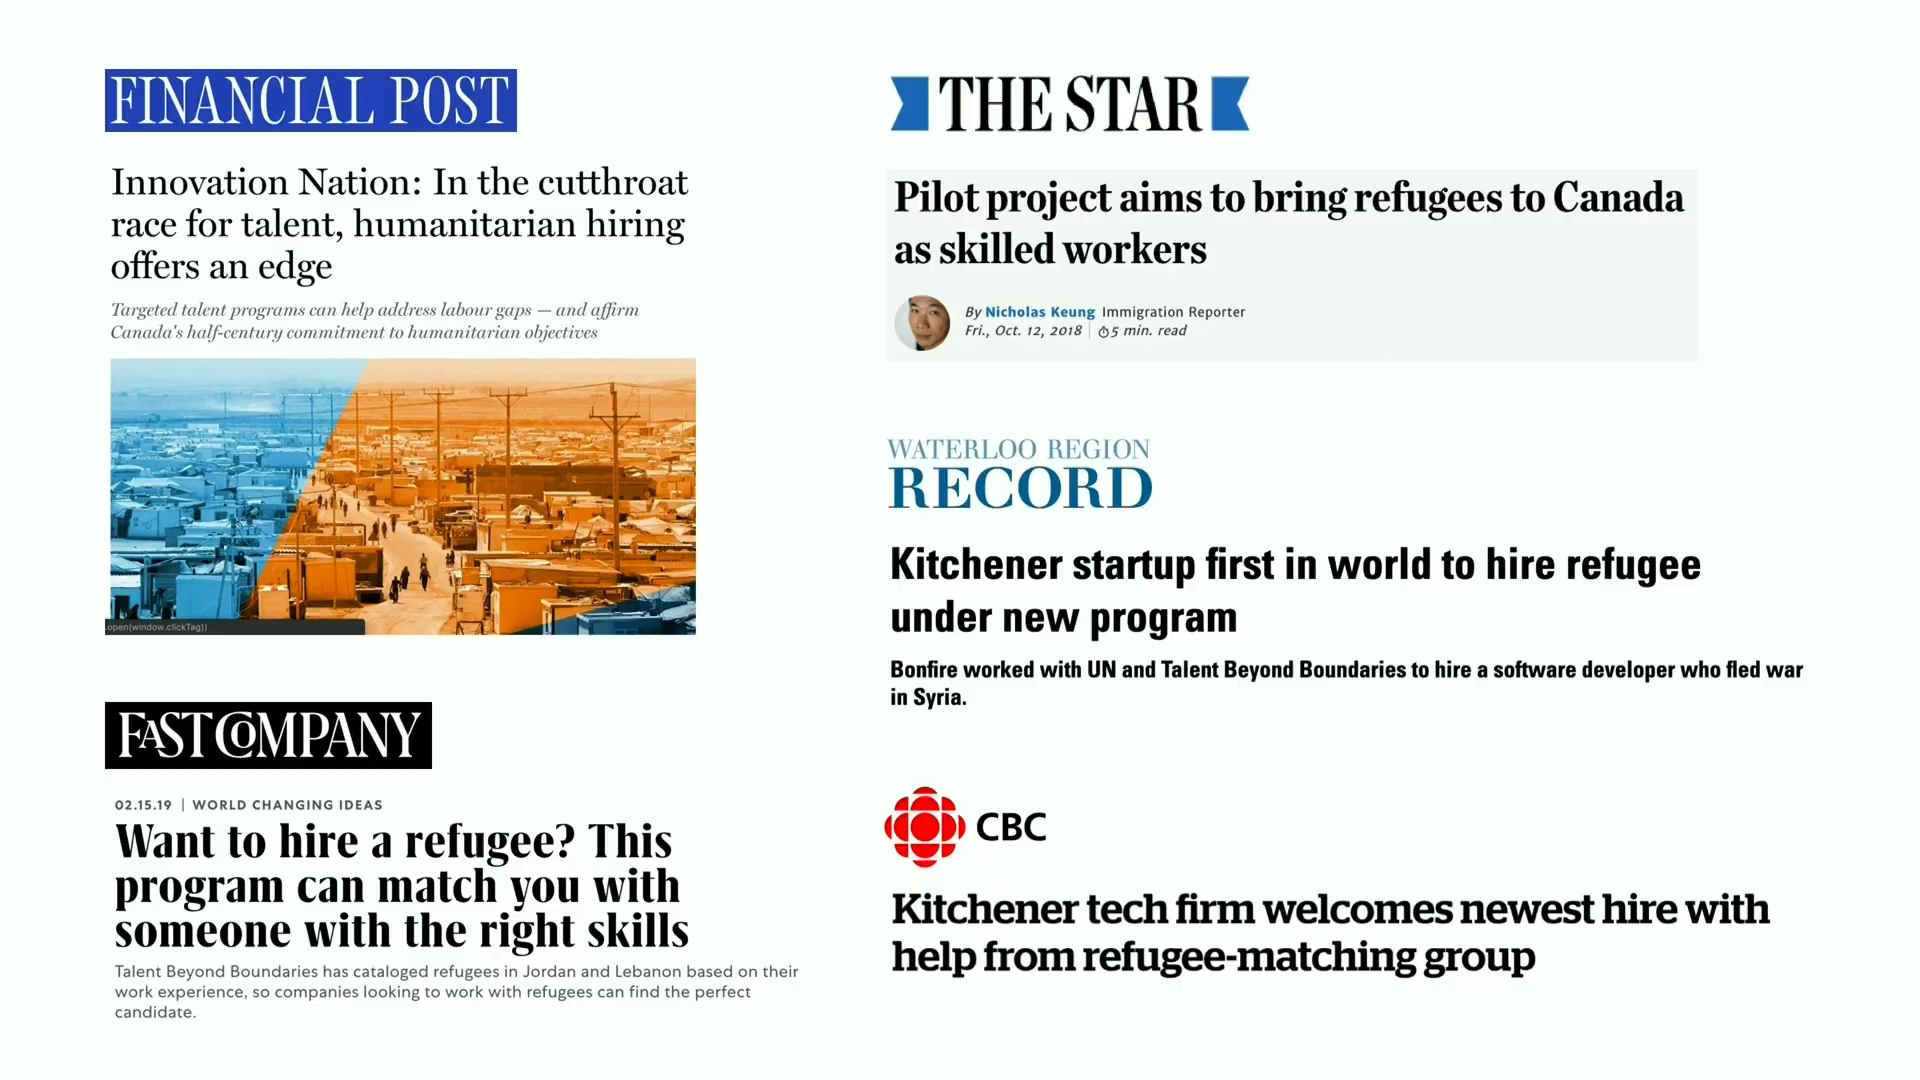 FINANCIAL POST
Innovation Nation: In the cutthroat
race for talent, humanitarian hiring
offers an edge
Targeted talent programs can help address labour gaps — and affirm
Canada's half-century commitment to humanitarian objectives
open(window.clickTag))
FAST COMPANY
02.15.19 | WORLD CHANGING IDEAS
Want to hire a refugee? This
program can match you with
someone with the right skills
Talent Beyond Boundaries has cataloged refugees in Jordan and Lebanon based on their
work experience, so companies looking to work with refugees can find the perfect
candidate.
THE STAR
Pilot project aims to bring refugees to Canada
as skilled workers
By Nicholas Keung Immigration Reporter
Fri., Oct. 12, 2018 | 5 min. read
WATERLOO REGION
RECORD
Kitchener startup first in world to hire refugee
under new program
Bonfire worked with UN and Talent Beyond Boundaries to hire a software developer who fled war
in Syria.
CBC
Kitchener tech firm welcomes newest hire with
help from refugee-matching group